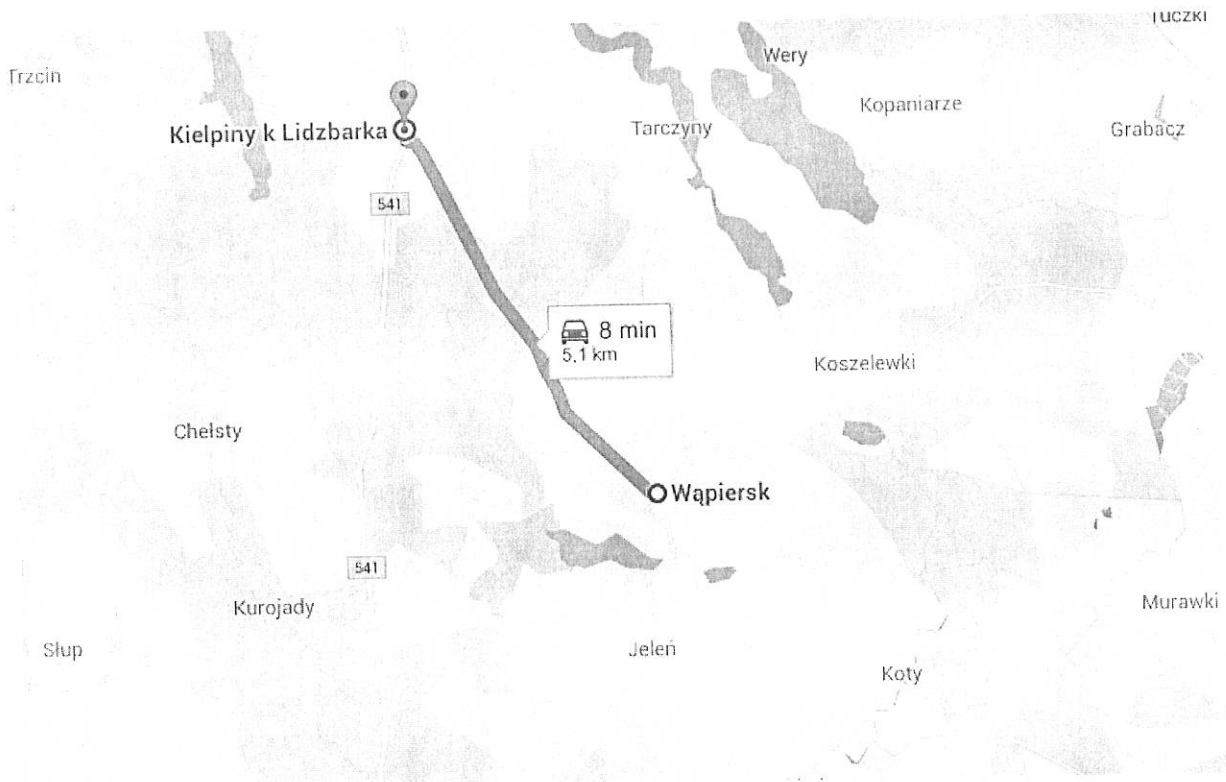 Tuczki
Wery
Trzcin
Kopaniarze
Kiełpiny k Lidzbarka
Tarczyny
Grabacz
541
8 min
5,1 km
Koszelewki
Chełsty
Wąpiersk
541
Kurojady
Murawki
Słup
Jeleń
Koty